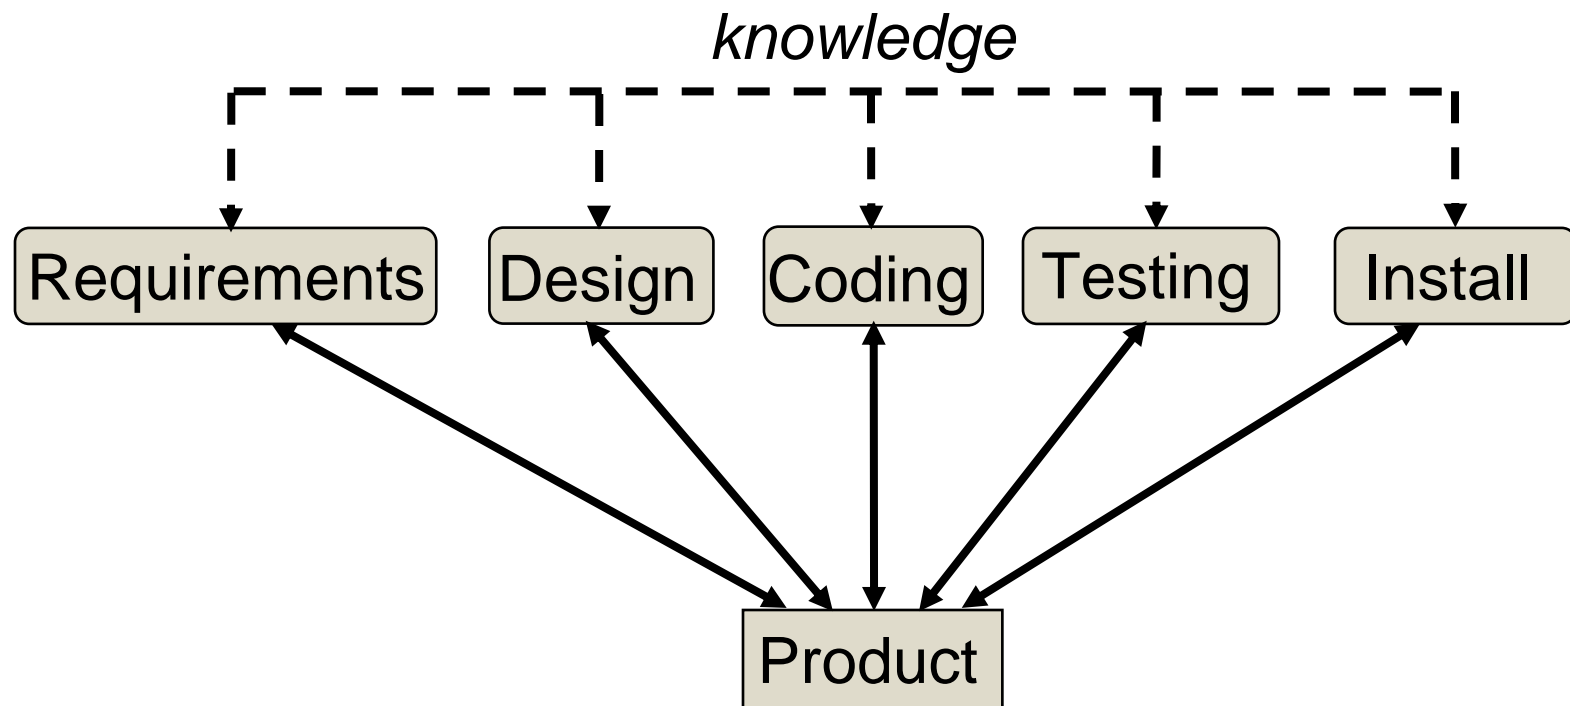 knowledge
Requirements
Design
Coding
Testing
Install
Product